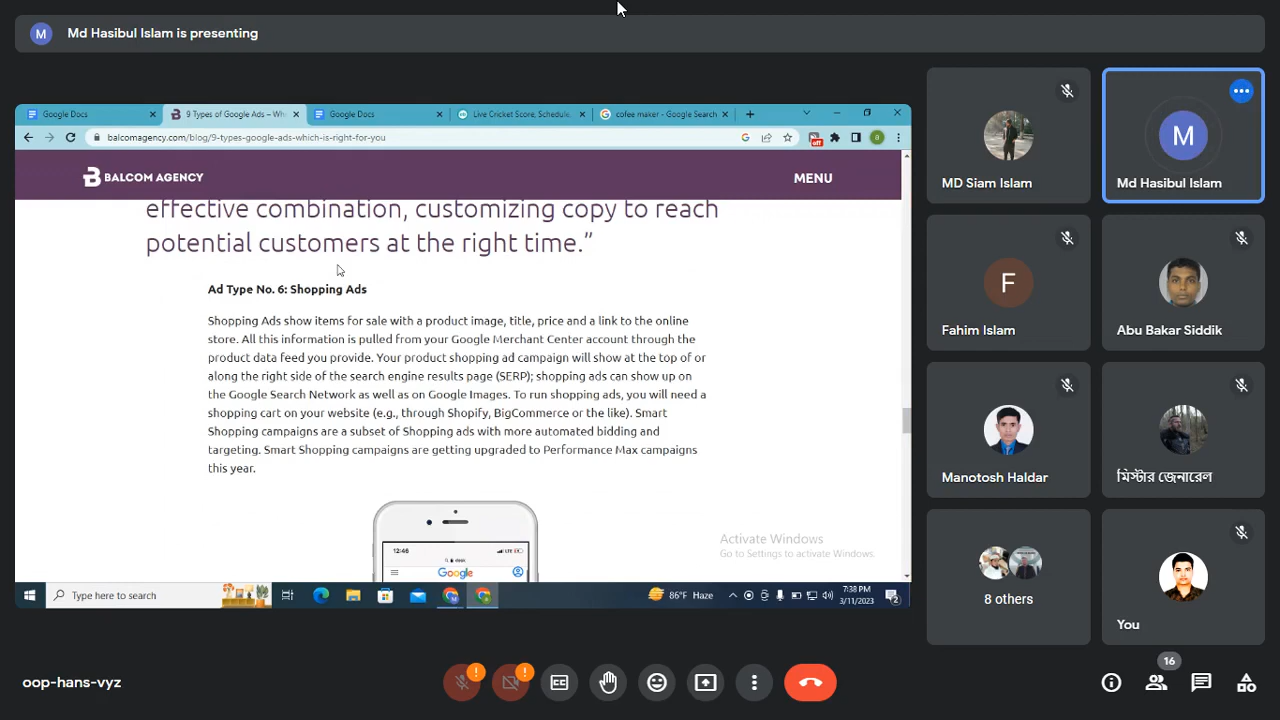 M
Md Hasibul Islam is presenting
Google Docs
9 Types of Google Ads – Wh
Google Docs
Live Cricket Score, Schedule,
cofee maker - Google Search
balcomagency.com/blog/9-types-google-ads-which-is-right-for-you
off
BALCOM AGENCY
MENU
effective combination, customizing copy to reach
potential customers at the right time.”
Ad Type No. 6: Shopping Ads
Shopping Ads show items for sale with a product image, title, price and a link to the online
store. All this information is pulled from your Google Merchant Center account through the
product data feed you provide. Your product shopping ad campaign will show at the top of or
along the right side of the search engine results page (SERP); shopping ads can show up on
the Google Search Network as well as on Google Images. To run shopping ads, you will need a
shopping cart on your website (e.g., through Shopify, BigCommerce or the like). Smart
Shopping campaigns are a subset of Shopping ads with more automated bidding and
targeting. Smart Shopping campaigns are getting upgraded to Performance Max campaigns
this year.
12:46
LTE
Google
Activate Windows
Go to Settings to activate Windows.
Type here to search
86°F Haze
7:38 PM
3/11/2023
2
MD Siam Islam
M
Md Hasibul Islam
F
Fahim Islam
Abu Bakar Siddik
Manotosh Haldar
মিস্টার জেনারেল
8 others
You
oop-hans-vyz
16